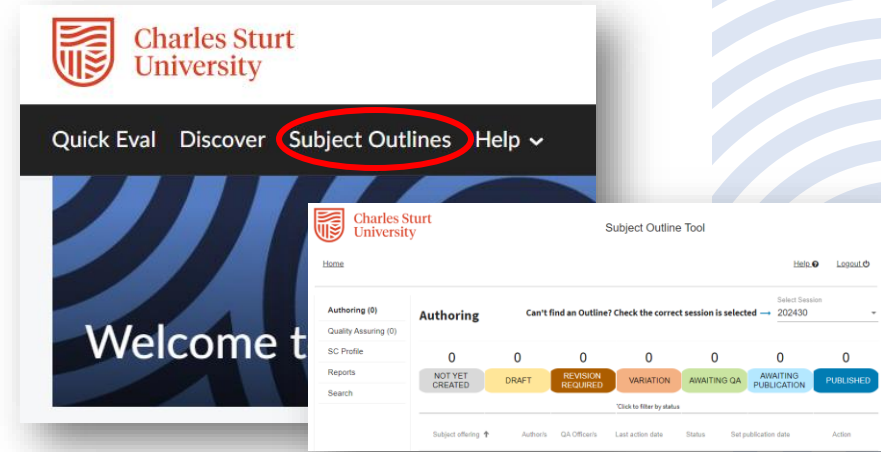 Charles Sturt
University
Quick Eval Discover Subject Outlines Help
Welcome t
Charles Sturt
University
Subject Outline Tool
Home
Help
Logout
Authoring (0)
Quality Assuring (0)
SC Profile
Reports
Search
Authoring
Can't find an Outline? Check the correct session is selected →
Select Session
202430
0 0 0 0 0 0 0
NOT YET CREATED
DRAFT
REVISION REQUIRED
VARIATION
AWAITING QA
AWAITING PUBLICATION
PUBLISHED
*Click to filter by status
Subject offering ↑ Author/s QA Officer/s Last action date Status Set publication date Action